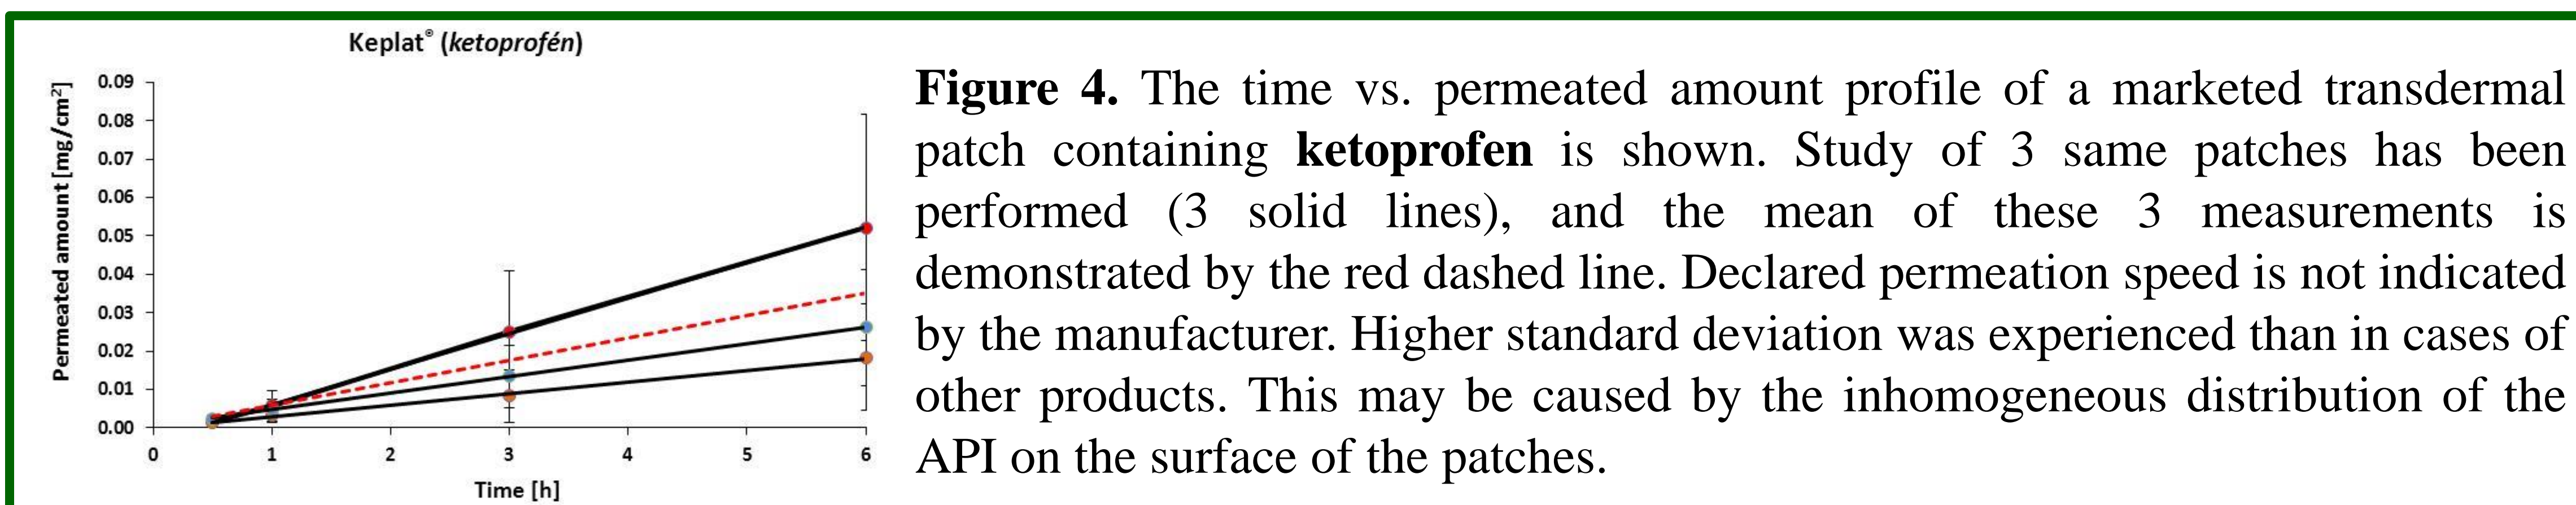 Keplat® (ketoprofén)
Permeated amount [mg/cm²]
0.09
0.08
0.07
0.06
0.05
0.04
0.03
0.02
0.01
0.00
0 1 2 3 4 5 6
Time [h]
Figure 4. The time vs. permeated amount profile of a marketed transdermal
patch containing ketoprofen is shown. Study of 3 same patches has been
performed (3 solid lines), and the mean of these 3 measurements is
demonstrated by the red dashed line. Declared permeation speed is not indicated
by the manufacturer. Higher standard deviation was experienced than in cases of
other products. This may be caused by the inhomogeneous distribution of the
API on the surface of the patches.